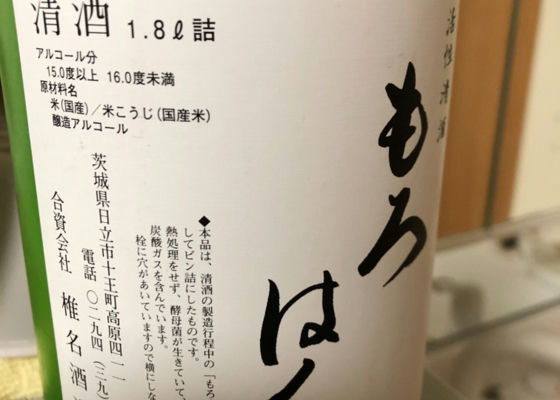 清酒 1.8ℓ詰
アルコール分
15.0度以上 16.0度未満
原材料名
米(国産)／米こうじ(国産米)
醸造アルコール
活性清酒
もろ
は
◆本品は、清酒の製造行程中の「もろ
してビン詰にしたものです。
熱処理をせず、酵母菌が生きていて、
炭酸ガスを含んでいます。
栓に穴があいていますので横にしな
茨城県日立市十王町高原四一一
電話 〇二九四(三九)
合資会社 椎名酒